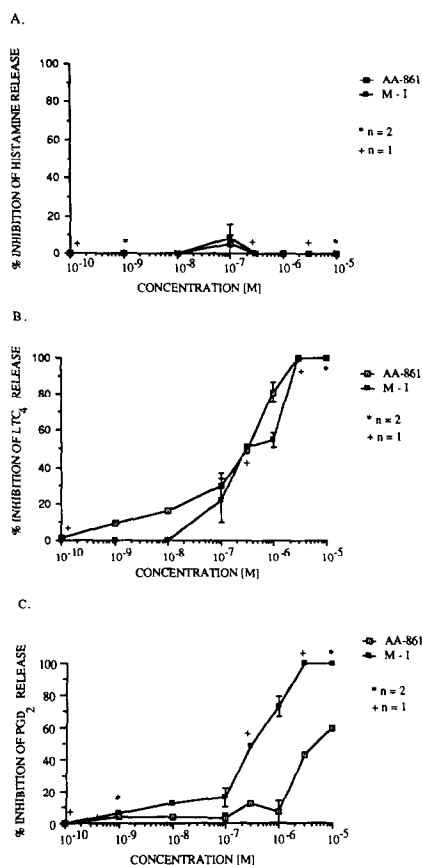 A.
% INHIBITION OF HISTAMINE RELEASE
100
80
60
40
20
0
+
*
+
+
*
10-10
10-9
10-8
10-7
10-6
10-5
CONCENTRATION [M]
AA-861
M - I
* n = 2
+ n = 1
B.
% INHIBITION OF LTC4 RELEASE
100
80
60
40
20
0
+
+
+
+
*
10-10
10-9
10-8
10-7
10-6
10-5
CONCENTRATION [M]
AA-861
M - I
* n = 2
+ n = 1
C.
% INHIBITION OF PGD2 RELEASE
100
80
60
40
20
0
+
*
+
+
*
10-10
10-9
10-8
10-7
10-6
10-5
CONCENTRATION [M]
AA-861
M - I
* n = 2
+ n = 1